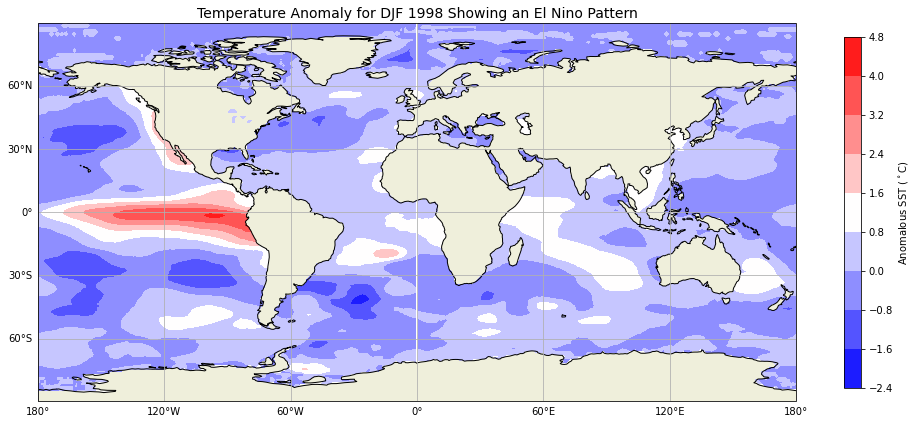 Temperature Anomaly for DJF 1998 Showing an El Nino Pattern
60°N
30°N
0°
30°S
60°S
180°
120°W
60°W
0°
60°E
120°E
180°
4.8
4.0
3.2
2.4
1.6
0.8
0.0
−0.8
−1.6
−2.4
Anomalous SST (˚C)